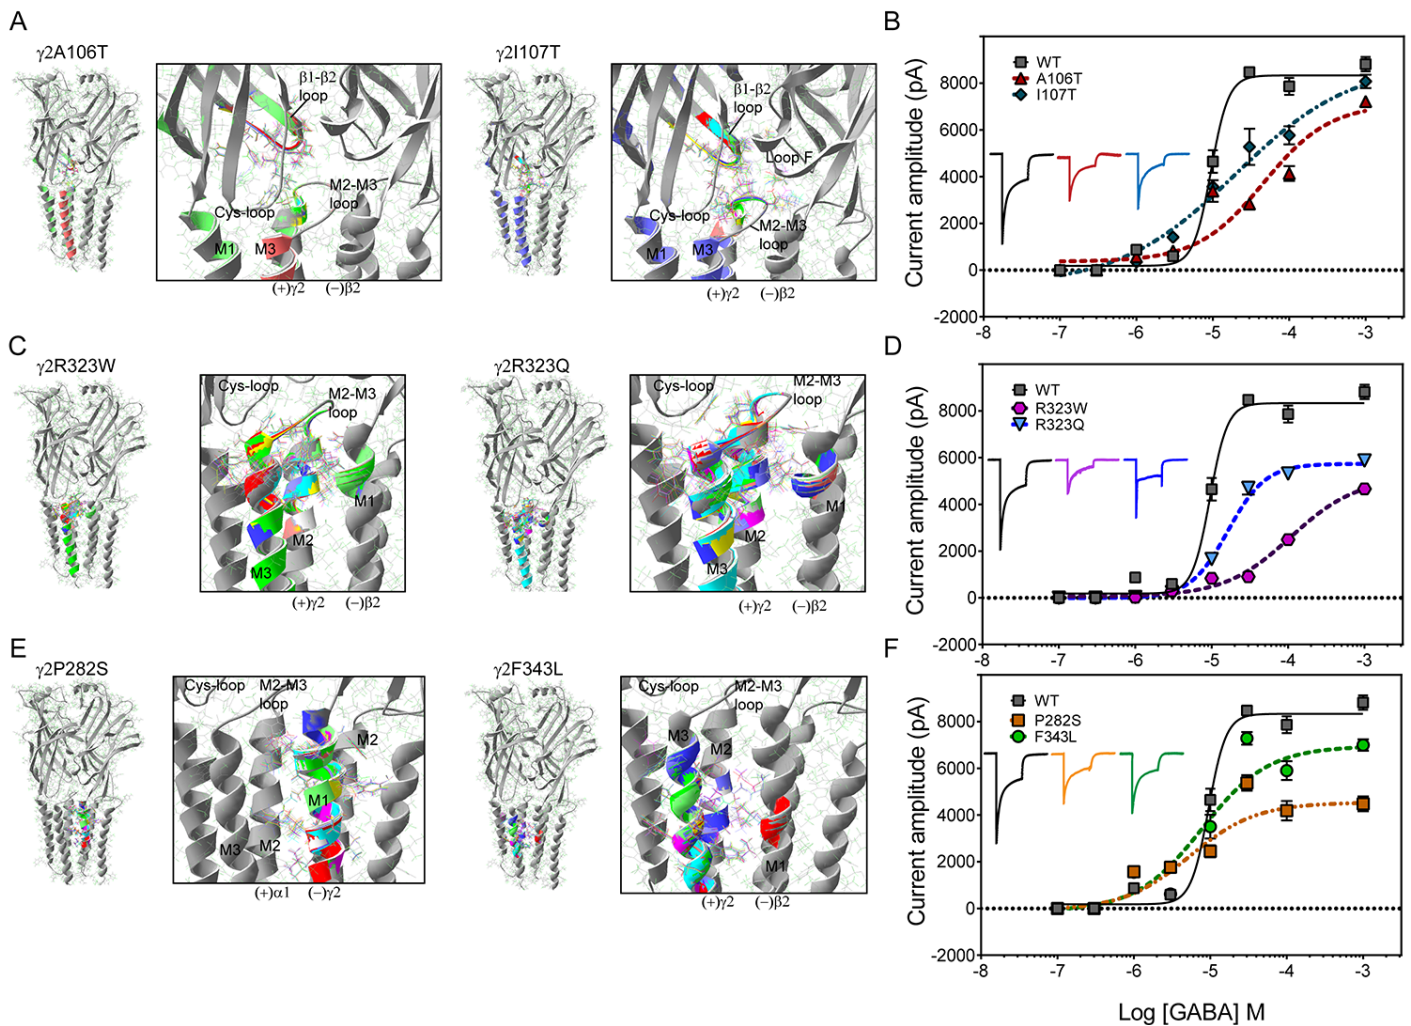 A
γ2A106T
β1-β2
loop
Cys-loop
M2-M3
loop
M1
M3
(+)γ2
(−)β2
γ2I107T
β1-β2
loop
Loop F
Cys-loop
M2-M3
loop
M1
M3
(+)γ2
(−)β2
B
Current amplitude (pA)
8000
6000
4000
2000
0
-2000
WT
A106T
I107T
-8
-7
-6
-5
-4
-3
C
γ2R323W
Cys-loop
M2-M3
loop
M1
M2
M3
(+)γ2
(−)β2
γ2R323Q
Cys-loop
M2-M3
loop
M1
M2
M3
(+)γ2
(−)β2
D
Current amplitude (pA)
8000
6000
4000
2000
0
-2000
WT
R323W
R323Q
-8
-7
-6
-5
-4
-3
E
γ2P282S
Cys-loop
M2-M3
loop
M2
M1
M3
M2
(+)α1
(−)γ2
γ2F343L
Cys-loop
M2-M3
loop
M3
M2
M1
(+)γ2
(−)β2
F
Current amplitude (pA)
8000
6000
4000
2000
0
-2000
WT
P282S
F343L
-8
-7
-6
-5
-4
-3
Log [GABA] M